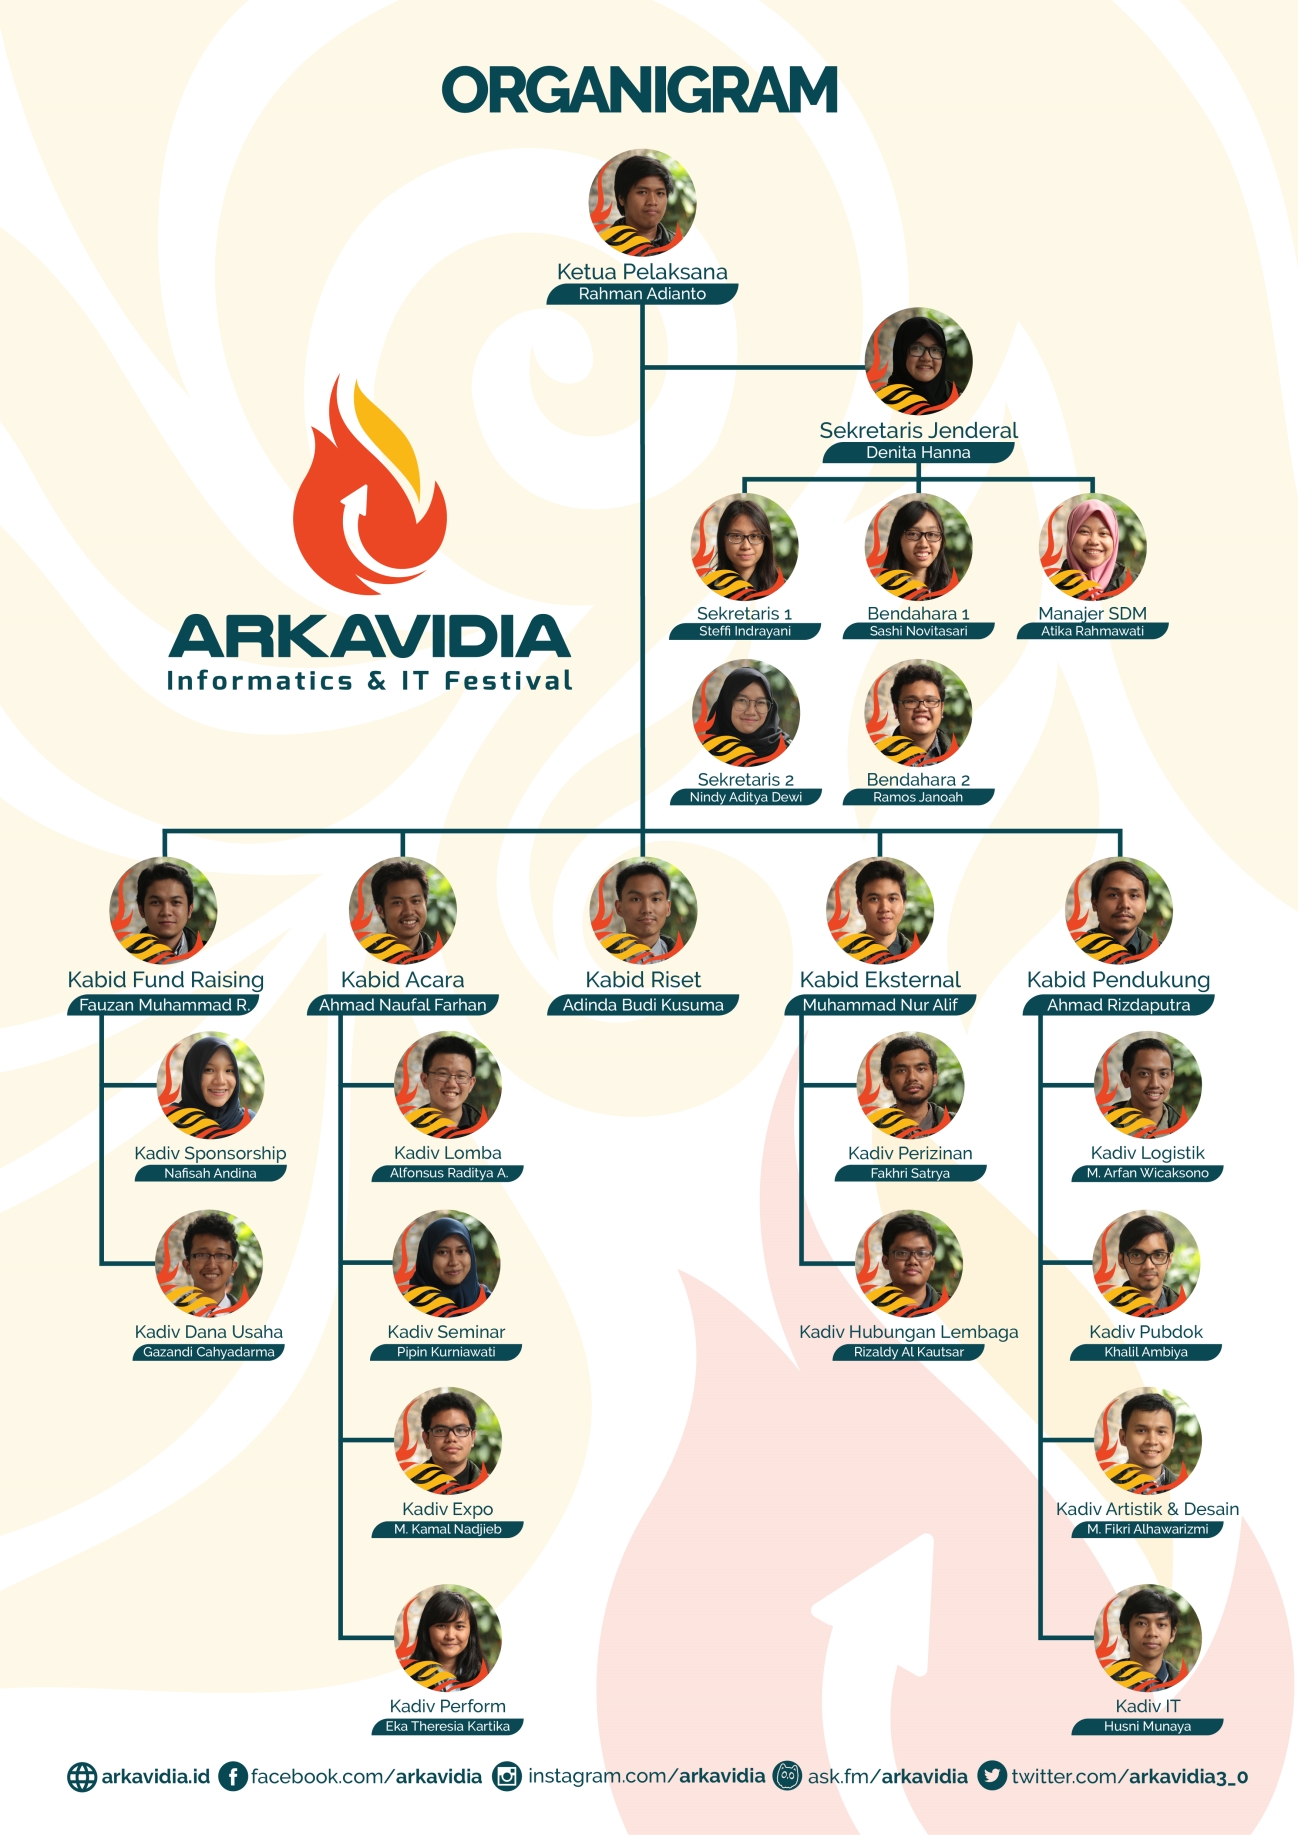 ORGANIGRAM
Ketua Pelaksana
Rahman Adianto
Sekretaris Jenderal
Denita Hanna
ARKAVIDIA
Informatics & IT Festival
Sekretaris 1
Steffi Indrayani
Bendahara 1
Sashi Novitasari
Manajer SDM
Atika Rahmawati
Sekretaris 2
Nindy Aditya Dewi
Bendahara 2
Ramos Janoah
Kabid Fund Raising
Fauzan Muhammad R.
Kabid Acara
Ahmad Naufal Farhan
Kabid Riset
Adinda Budi Kusuma
Kabid Eksternal
Muhammad Nur Alif
Kabid Pendukung
Ahmad Rizdaputra
Kadiv Sponsorship
Nafisah Andina
Kadiv Lomba
Alfonsus Raditya A.
Kadiv Perizinan
Fakhri Satrya
Kadiv Logistik
M. Arfan Wicaksono
Kadiv Dana Usaha
Gazandi Cahyadarma
Kadiv Seminar
Pipin Kurniawati
Kadiv Hubungan Lembaga
Rizaldy Al Kautsar
Kadiv Pubdok
Khalil Ambiya
Kadiv Expo
M. Kamal Nadjieb
Kadiv Artistik & Desain
M. Fikri Alhawarizmi
Kadiv Perform
Eka Theresia Kartika
Kadiv IT
Husni Munaya
arkavidia.id facebook.com/arkavidia instagram.com/arkavidia ask.fm/arkavidia twitter.com/arkavidia3_0